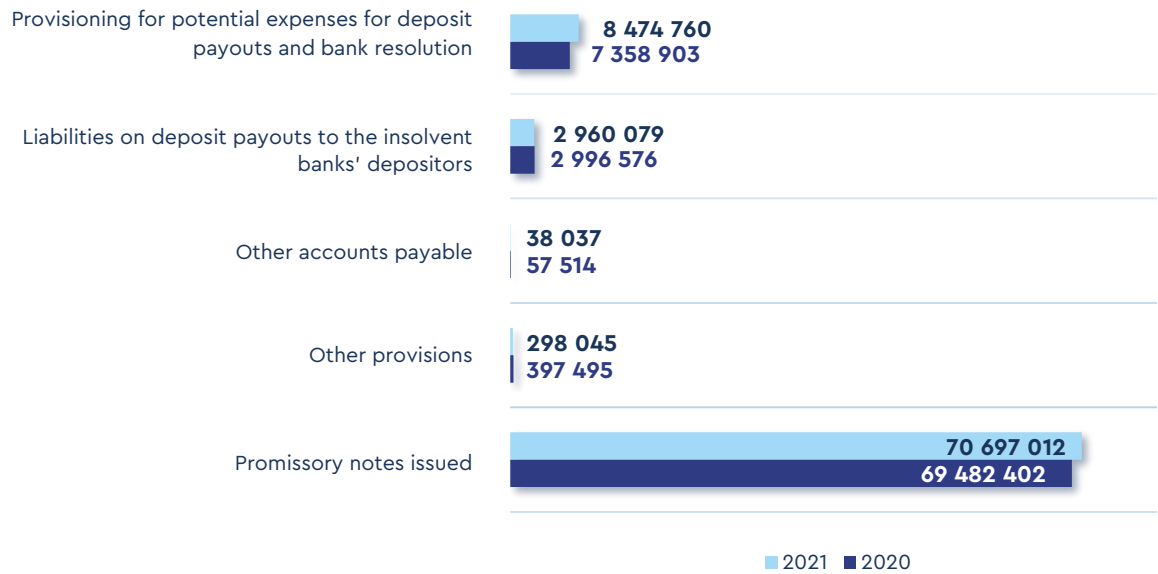 Provisioning for potential expenses for deposit
payouts and bank resolution
8 474 760
7 358 903
Liabilities on deposit payouts to the insolvent
banks' depositors
2 960 079
2 996 576
Other accounts payable
38 037
57 514
Other provisions
298 045
397 495
Promissory notes issued
70 697 012
69 482 402
2021 2020